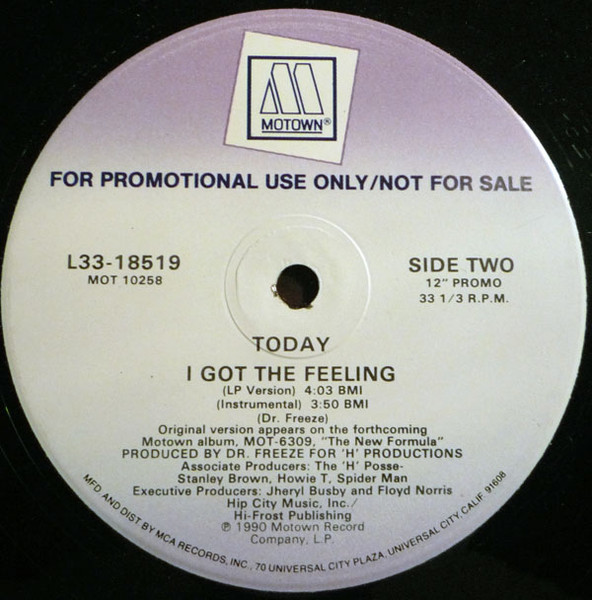 MOTOWN®
FOR PROMOTIONAL USE ONLY/NOT FOR SALE
L33-18519
MOT 10258
SIDE TWO
12" PROMO
33 1/3 R.P.M.
TODAY
I GOT THE FEELING
(LP Version) 4:03 BMI
(Instrumental) 3:50 BMI
(Dr. Freeze)
Original version appears on the forthcoming
Motown album, MOT-6309, "The New Formula"
PRODUCED BY DR. FREEZE FOR 'H' PRODUCTIONS
Associate Producers: The 'H' Posse-
Stanley Brown, Howie T, Spider Man
Executive Producers: Jheryl Busby and Floyd Norris
Hip City Music, Inc./
Hi-Frost Publishing
℗ 1990 Motown Record
Company, L.P.
MFD AND DIST BY MCA RECORDS, INC., 70 UNIVERSAL CITY PLAZA, UNIVERSAL CITY, CALIF. 91608